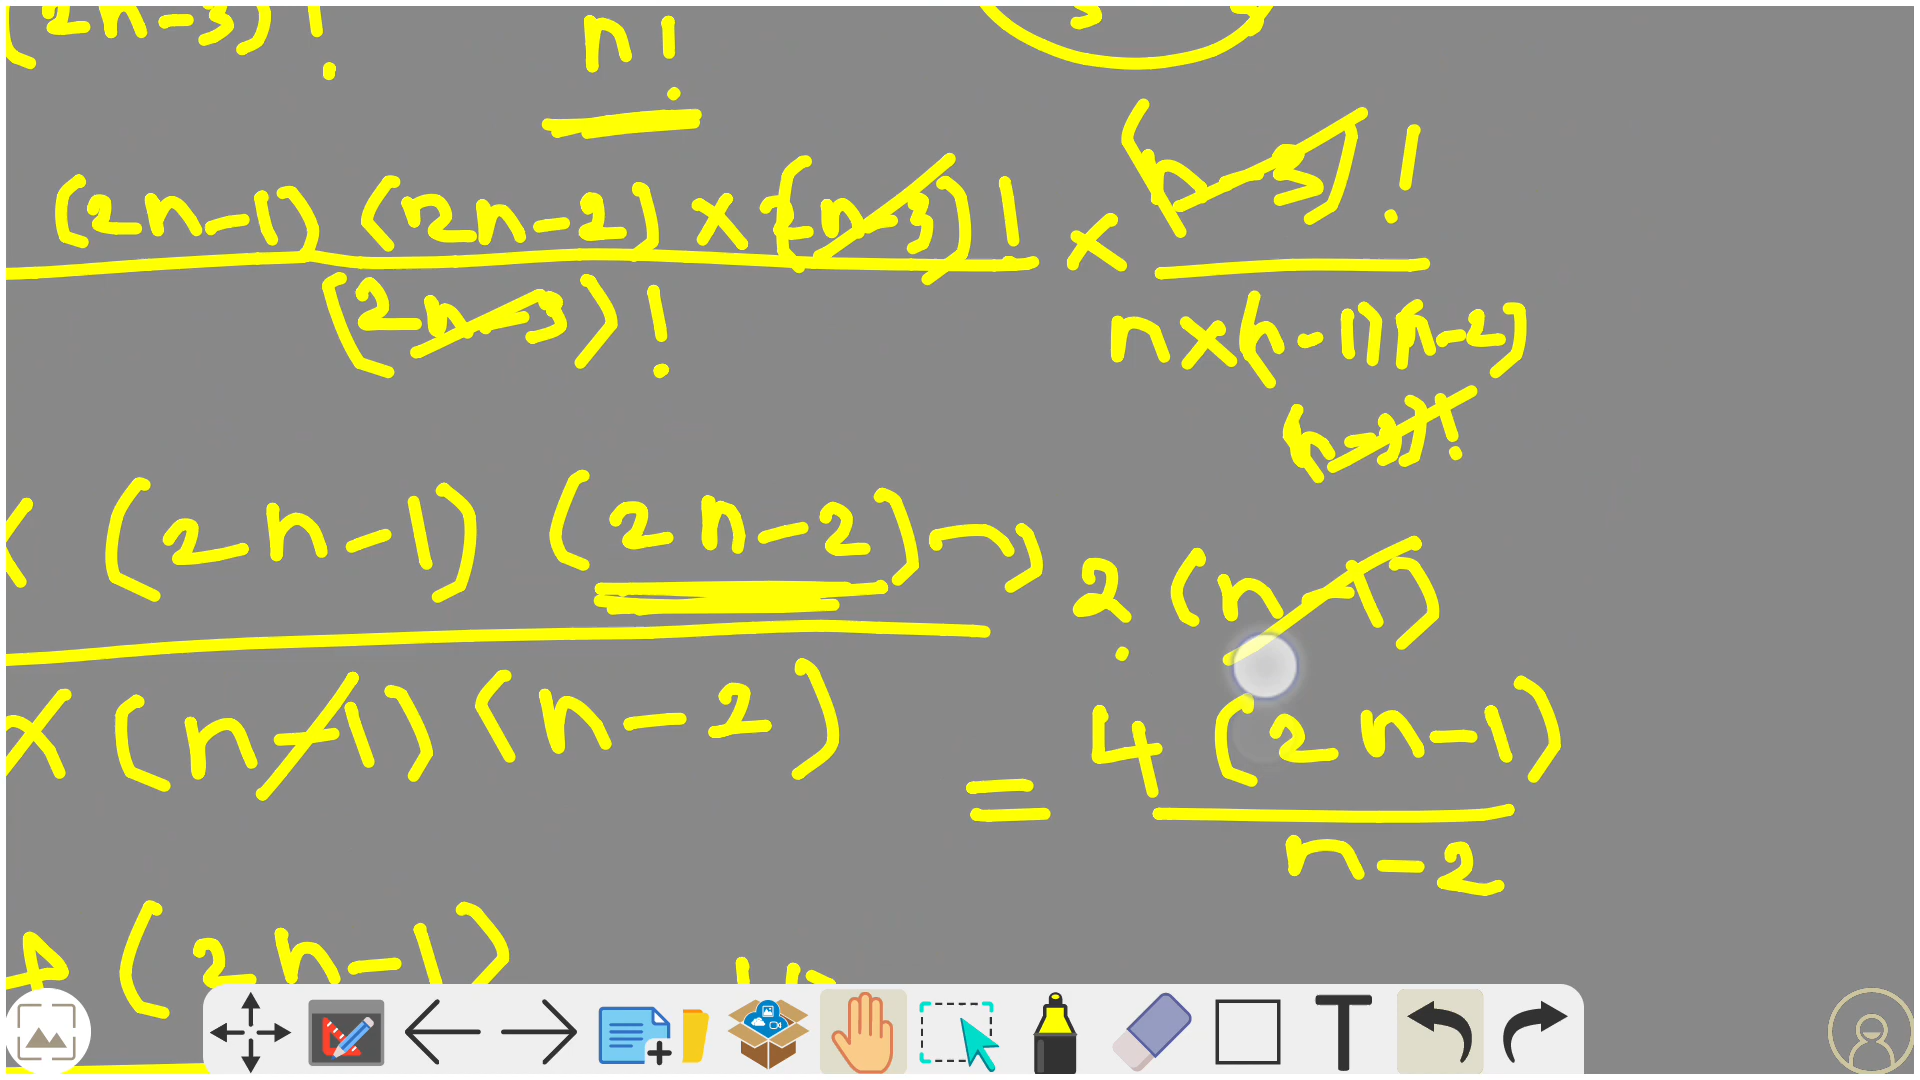 (2n-3)! n!
(2n-1) (2n-2) × (2n-3)! × (n-3)!
(2n-3)! n×(n-1)(n-2)
(n-3)!
× (2n-1) (2n-2) 2(n-1)
× (n-1) (n-2) = 4(2n-1)
n-2
4 (2n-1)
T